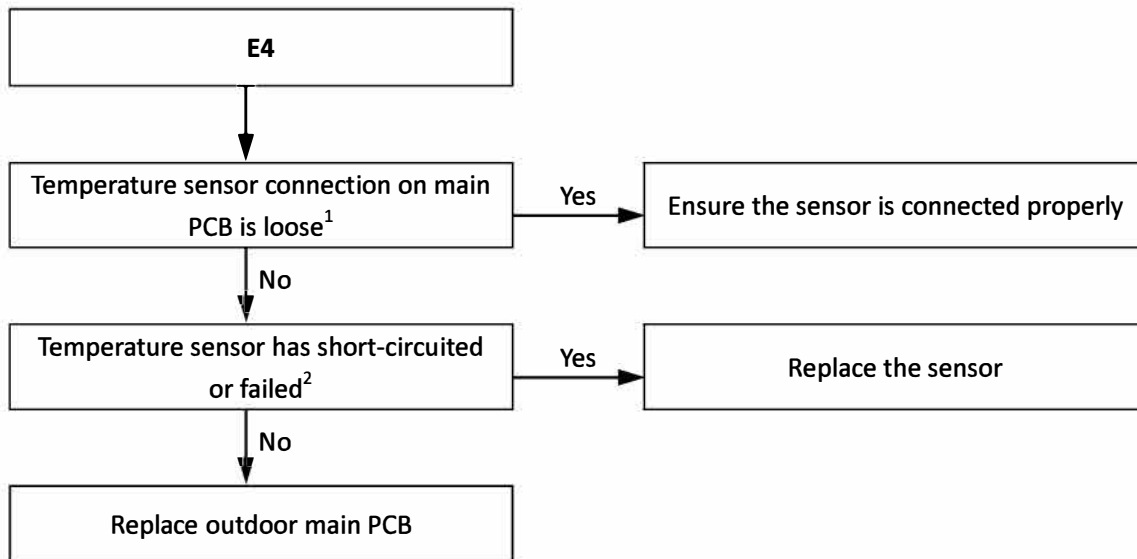 E4
Temperature sensor connection on main
PCB is loose¹
Yes
Ensure the sensor is connected properly
No
Temperature sensor has short-circuited
or failed²
Yes
Replace the sensor
No
Replace outdoor main PCB